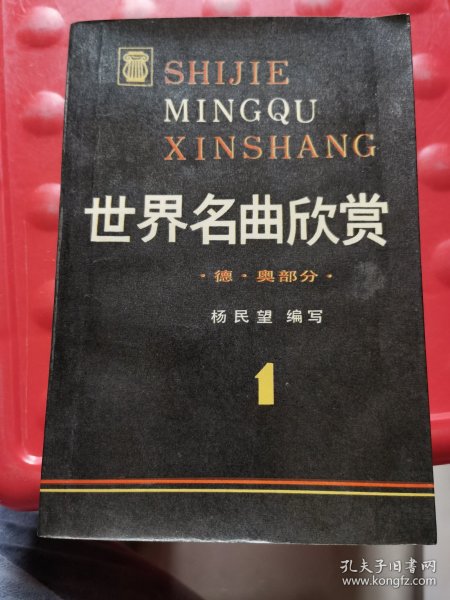 SHIJIE
MINGQU
XINSHANG
世界名曲欣赏
·德·奥部分·
杨民望 编写
1
孔夫子旧书网
www.kongfz.com